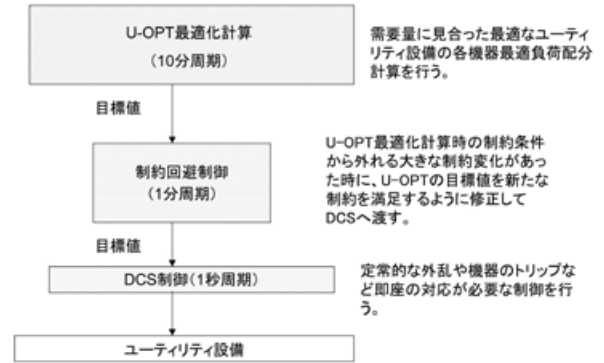 U-OPT最適化計算
(10分周期)
需要量に見合った最適なユーティ
リティ設備の各機器最適負荷配分
計算を行う。
目標値
制約回避制御
(1分周期)
U-OPT最適化計算時の制約条件
から外れる大きな制約変化があっ
た時に、U-OPTの目標値を新たな
制約を満足するように修正して
DCSへ渡す。
目標値
DCS制御(1秒周期)
定常的な外乱や機器のトリップな
ど即座の対応が必要な制御を行
う。
ユーティリティ設備